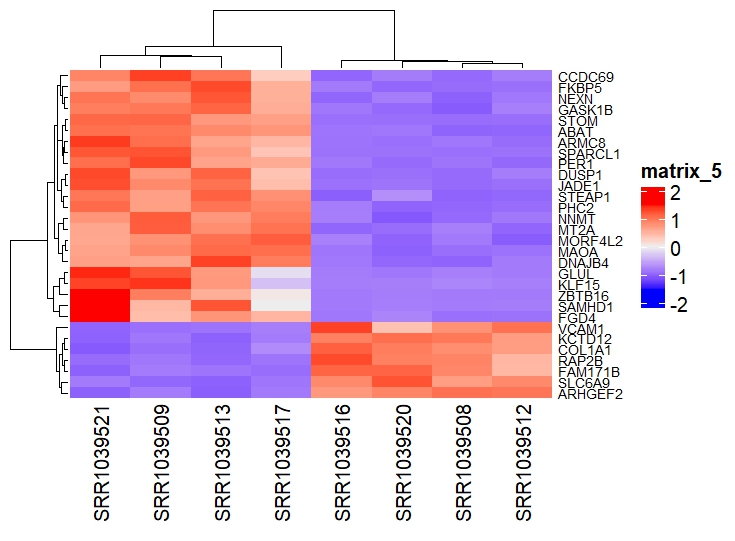 CCDC69
FKBP5
NEXN
GASK1B
STOM
ABAT
ARMC8
SPARCL1
PER1
DUSP1
JADE1
STEAP1
PHC2
NNMT
MT2A
MORF4L2
MAOA
DNAJB4
GLUL
KLF15
ZBTB16
SAMHD1
FGD4
VCAM1
KCTD12
COL1A1
RAP2B
FAM171B
SLC6A9
ARHGEF2
matrix_5
2
1
0
-1
-2
SRR1039521
SRR1039509
SRR1039513
SRR1039517
SRR1039516
SRR1039520
SRR1039508
SRR1039512